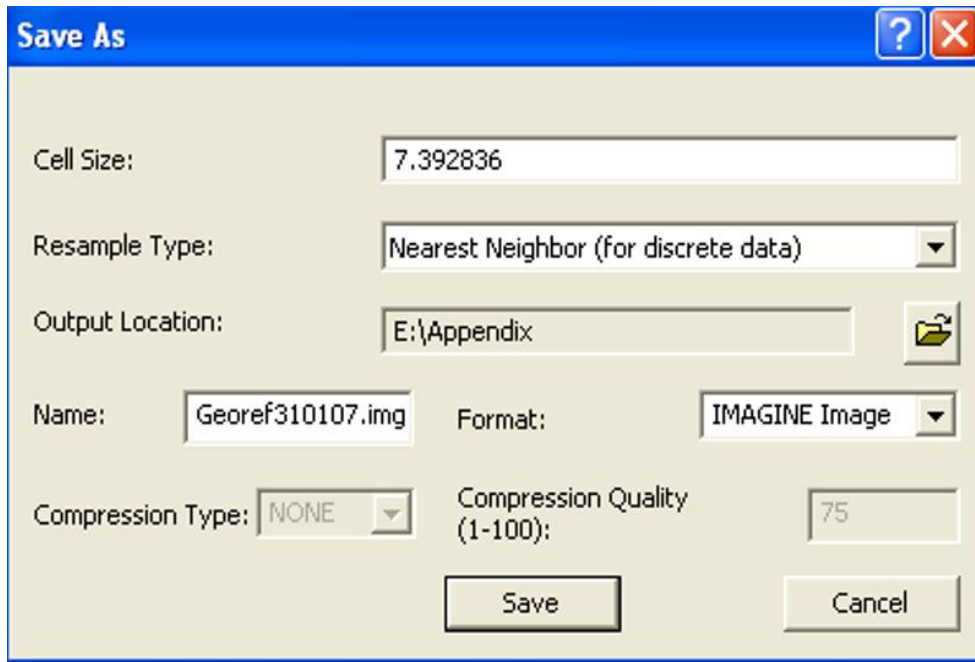 Save As
Cell Size: 7.392836
Resample Type: Nearest Neighbor (for discrete data)
Output Location: E:\Appendix
Name: Georef310107.img Format: IMAGINE Image
Compression Type: NONE Compression Quality
(1-100): 75
Save Cancel